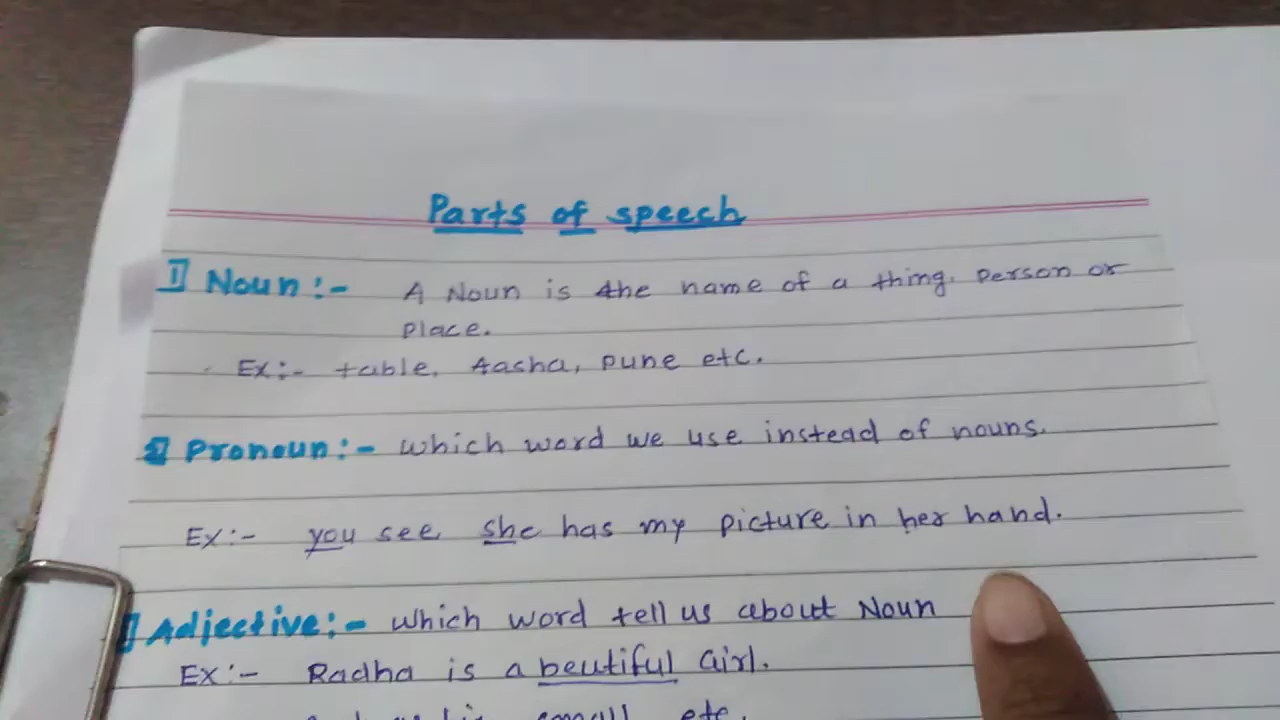 Parts of speech
1] Noun:- A Noun is the name of a thing. person or
place.
Ex:- table, Aasha, pune etc.
2] Pronoun:- which word we use instead of nouns.
Ex:- you see, she has my picture in her hand.
] Adjective:- which word tell us about Noun
Ex:- Radha is a beutiful Girl.
small etc.